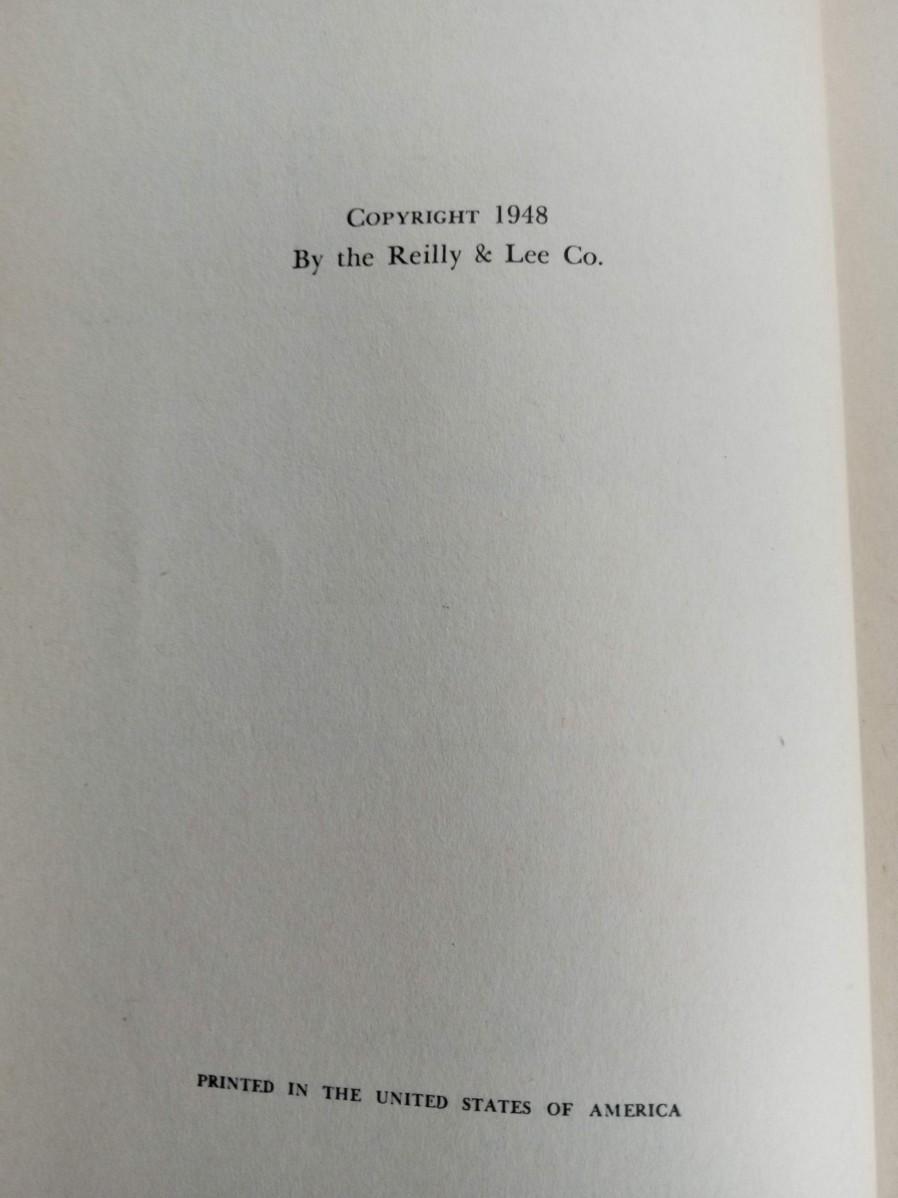 COPYRIGHT 1948
By the Reilly & Lee Co.
PRINTED IN THE UNITED STATES OF AMERICA